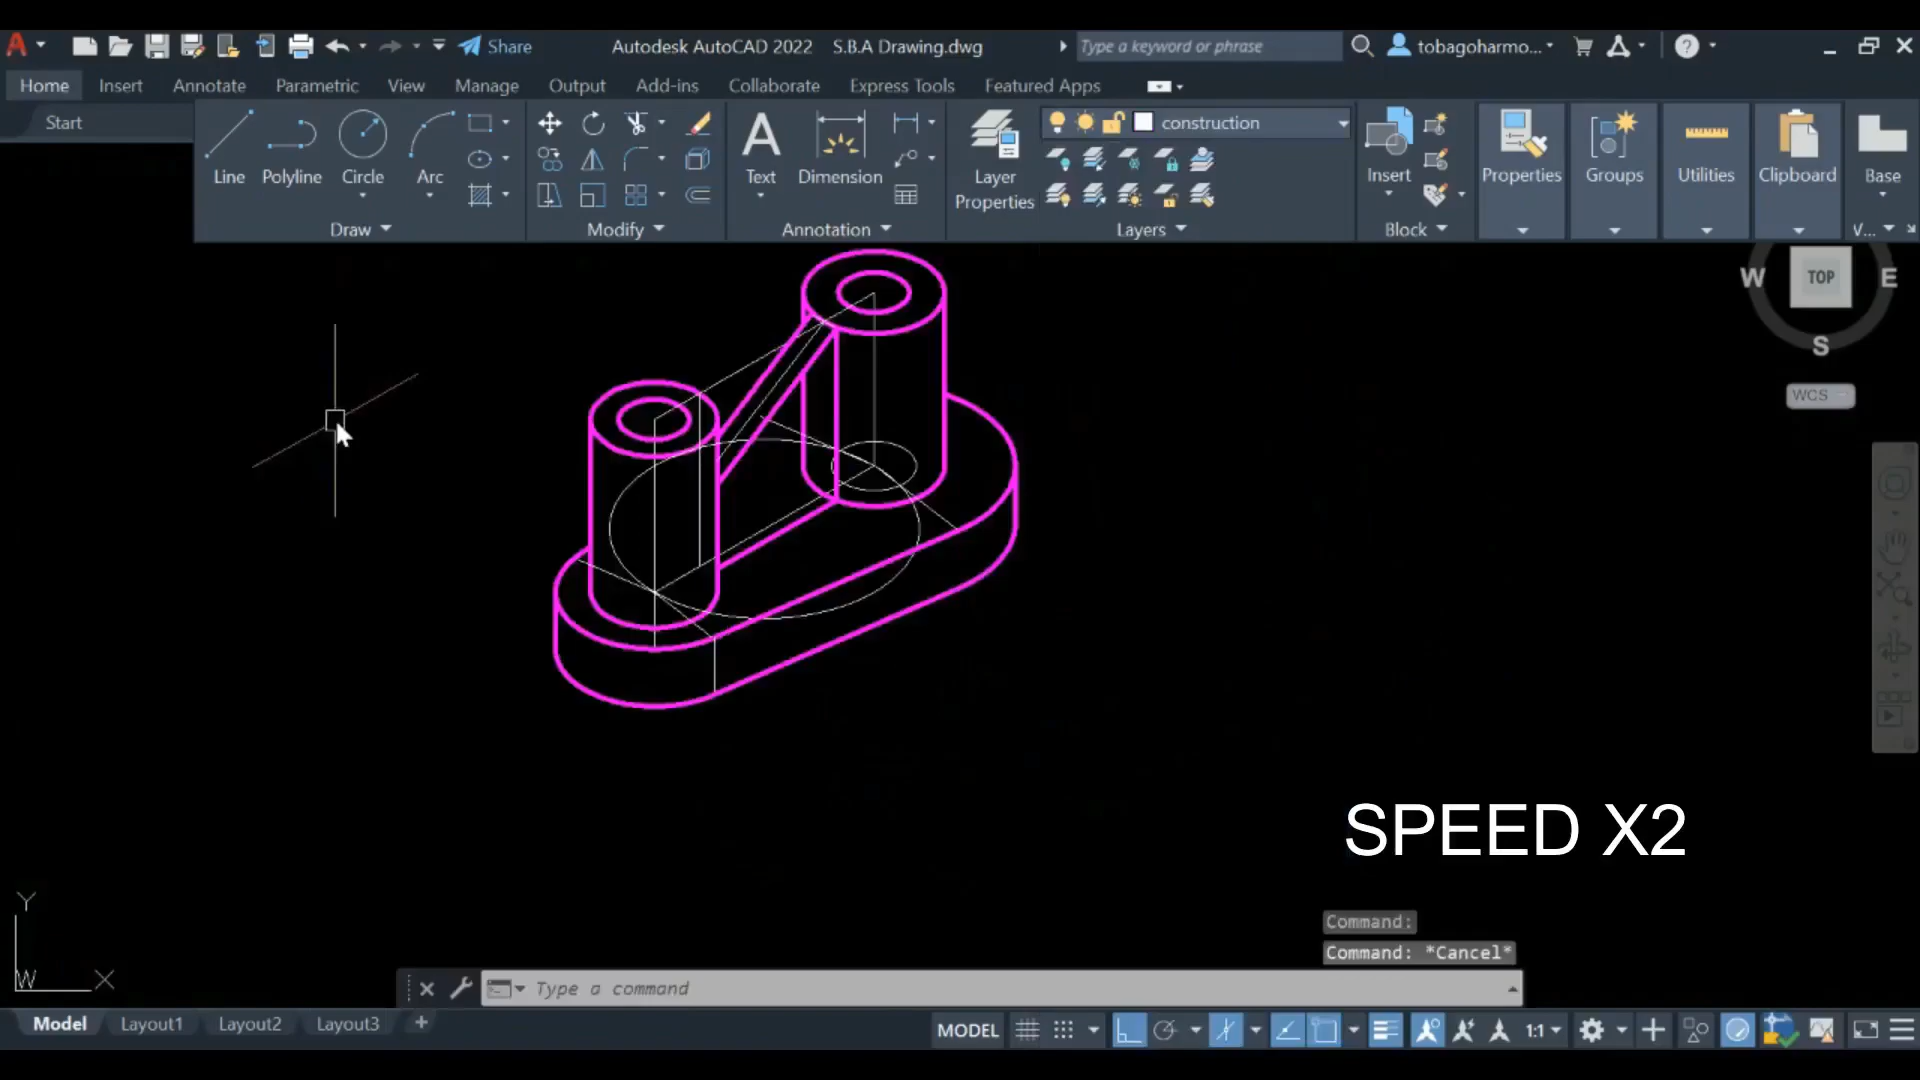 Share Autodesk AutoCAD 2022 S.B.A Drawing.dwg Type a keyword or phrase tobagoharmo...
Home Insert Annotate Parametric View Manage Output Add-ins Collaborate Express Tools Featured Apps
Start
construction
Line Polyline Circle Arc Text Dimension Layer Properties Insert Properties Groups Utilities Clipboard Base
Draw Modify Annotation Layers Block V...
W TOP E
S
WCS
SPEED X2
Y
W X
Command:
Command: *Cancel*
Type a command
Model Layout1 Layout2 Layout3 + MODEL 1:1